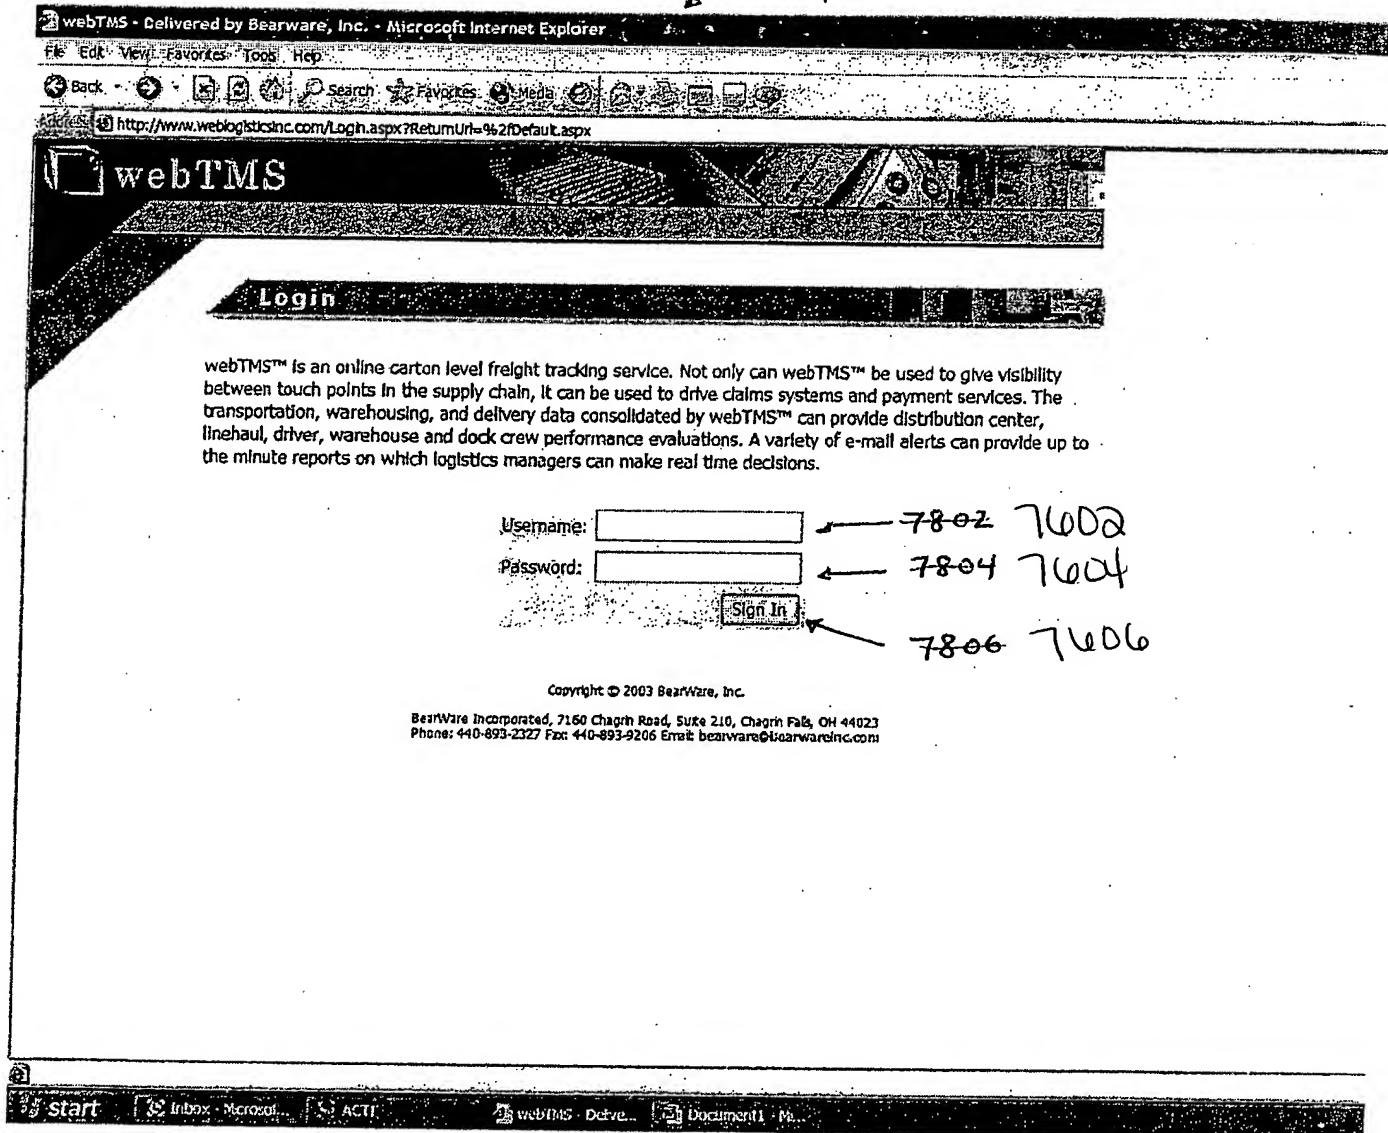 webTMS - Delivered by Bearware, Inc. - Microsoft Internet Explorer
File Edit View Favorites Tools Help
Back Search Favorites Media
Address http://www.weblogisticsinc.com/Login.aspx?ReturnUrl=%2fDefault.aspx
webTMS
Login
webTMS™ is an online carton level freight tracking service. Not only can webTMS™ be used to give visibility
between touch points in the supply chain, it can be used to drive claims systems and payment services. The
transportation, warehousing, and delivery data consolidated by webTMS™ can provide distribution center,
linehaul, driver, warehouse and dock crew performance evaluations. A variety of e-mail alerts can provide up to
the minute reports on which logistics managers can make real time decisions.
Username: 7802 7602
Password: 7804 7604
Sign In 7806 7606
Copyright © 2003 BearWare, Inc.
BearWare Incorporated, 7160 Chagrin Road, Suite 210, Chagrin Falls, OH 44023
Phone: 440-893-2327 Fax: 440-893-9206 Email: bearware@bearwareinc.com
start Inbox - Microsof... ACT! webTMS - Delive... Document1 - Mi...